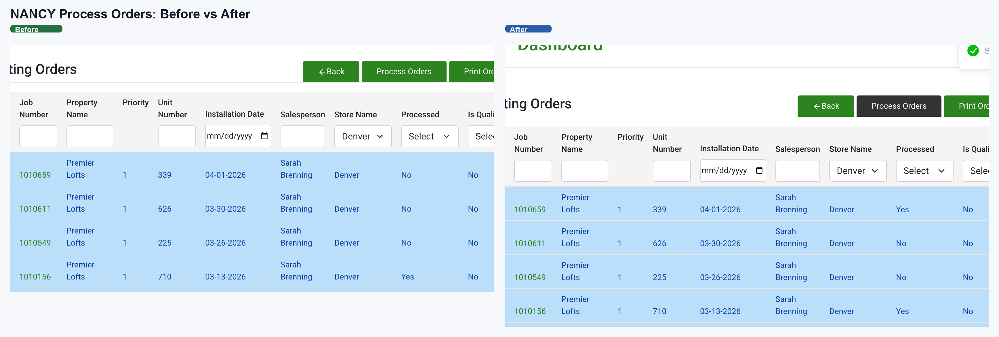 NANCY Process Orders: Before vs After
Before
ting Orders
Back
Process Orders
Print Orc
Job Number
Property Name
Priority
Unit Number
Installation Date
Salesperson
Store Name
Processed
Is Quali
mm/dd/yyyy
Denver
Select
Sele
1010659 Premier Lofts 1 339 04-01-2026 Sarah Brenning Denver No No
1010611 Premier Lofts 1 626 03-30-2026 Sarah Brenning Denver No No
1010549 Premier Lofts 1 225 03-26-2026 Sarah Brenning Denver No No
1010156 Premier Lofts 1 710 03-13-2026 Sarah Brenning Denver Yes No
After
Dashboard
S
ting Orders
Back
Process Orders
Print Orc
Job Number
Property Name
Priority
Unit Number
Installation Date
Salesperson
Store Name
Processed
Is Quali
mm/dd/yyyy
Denver
Select
Sele
1010659 Premier Lofts 1 339 04-01-2026 Sarah Brenning Denver Yes No
1010611 Premier Lofts 1 626 03-30-2026 Sarah Brenning Denver No No
1010549 Premier Lofts 1 225 03-26-2026 Sarah Brenning Denver No No
1010156 Premier Lofts 1 710 03-13-2026 Sarah Brenning Denver Yes No